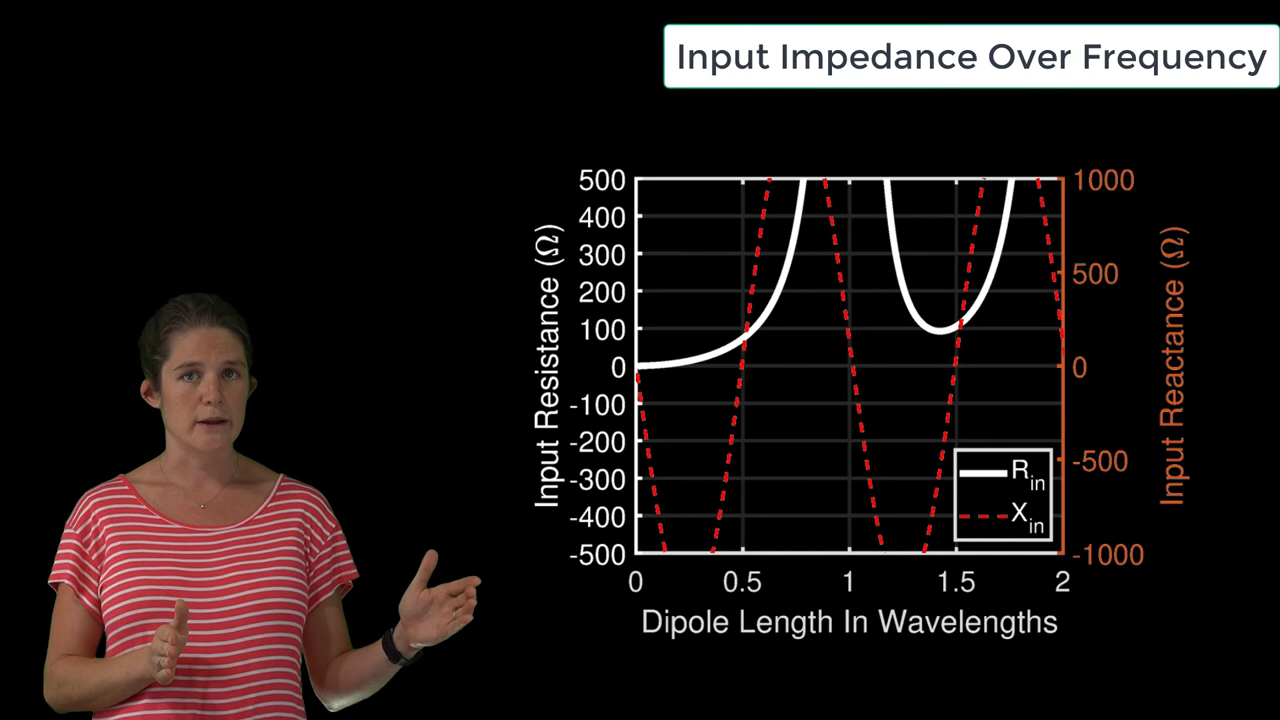 Input Impedance Over Frequency
Input Resistance (Ω)
500
400
300
200
100
0
-100
-200
-300
-400
-500
1000
500
0
-500
-1000
Input Reactance (Ω)
R_in
X_in
0 0.5 1 1.5 2
Dipole Length In Wavelengths